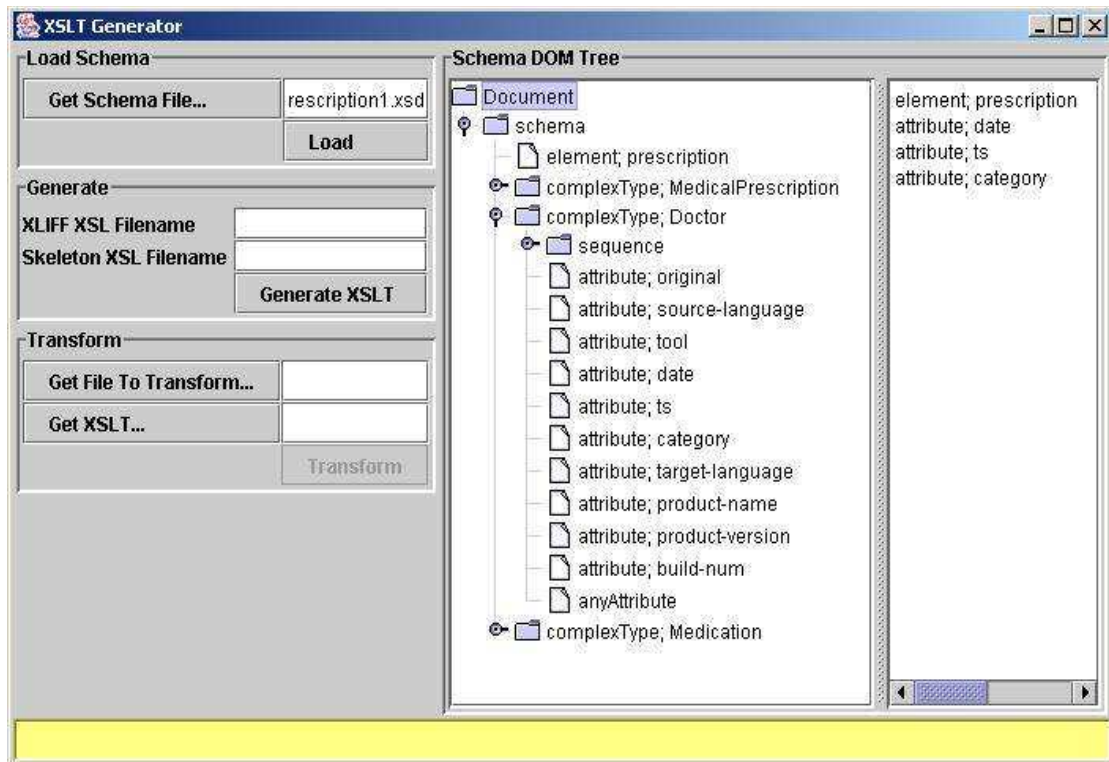 XSLT Generator
Load Schema
Get Schema File...
rescription1.xsd
Load
Generate
XLIFF XSL Filename
Skeleton XSL Filename
Generate XSLT
Transform
Get File To Transform...
Get XSLT...
Transform
Schema DOM Tree
Document
schema
element; prescription
complexType; MedicalPrescription
complexType; Doctor
sequence
attribute; original
attribute; source-language
attribute; tool
attribute; date
attribute; ts
attribute; category
attribute; target-language
attribute; product-name
attribute; product-version
attribute; build-num
anyAttribute
complexType; Medication
element; prescription
attribute; date
attribute; ts
attribute; category